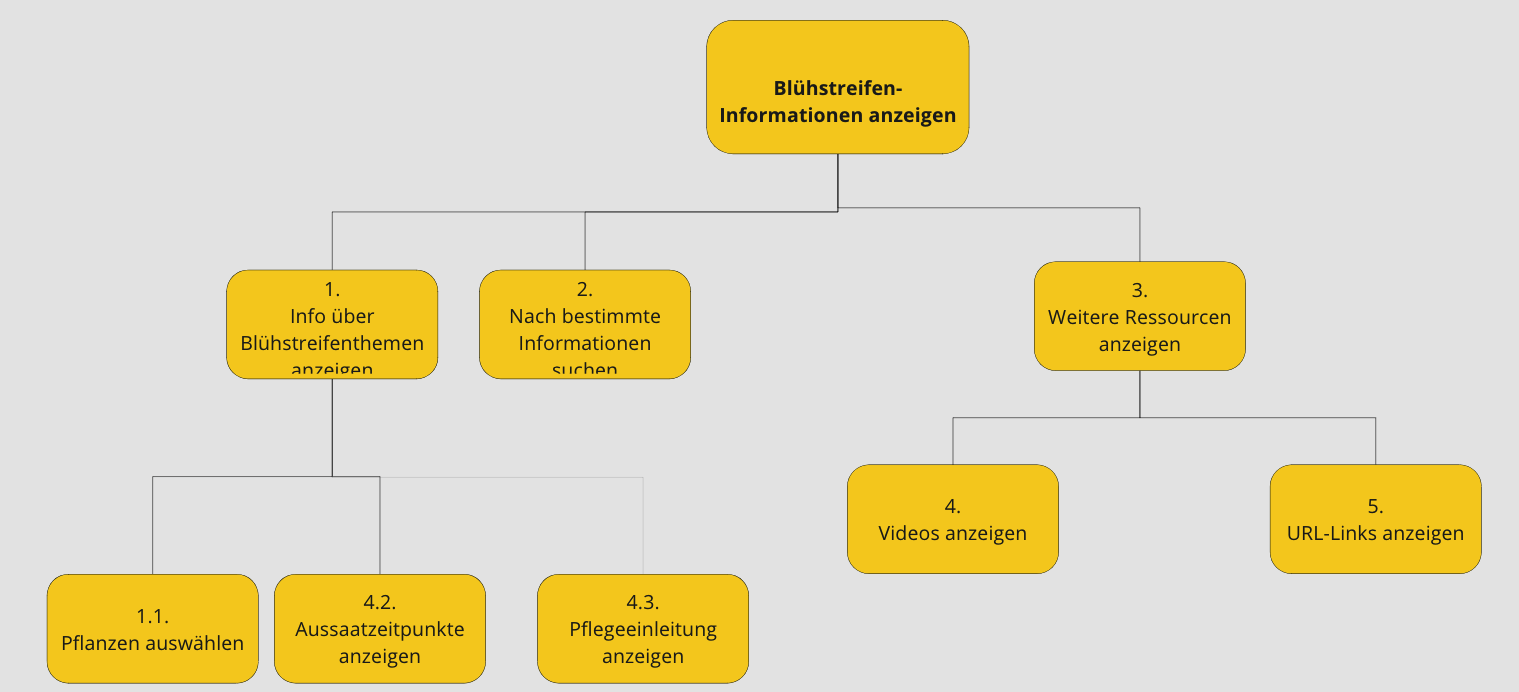 Blühstreifen-
Informationen anzeigen
1.
Info über
Blühstreifenthemen
anzeigen
2.
Nach bestimmte
Informationen
suchen
3.
Weitere Ressourcen
anzeigen
4.
Videos anzeigen
5.
URL-Links anzeigen
1.1.
Pflanzen auswählen
4.2.
Aussaatzeitpunkte
anzeigen
4.3.
Pflegeeinleitung
anzeigen